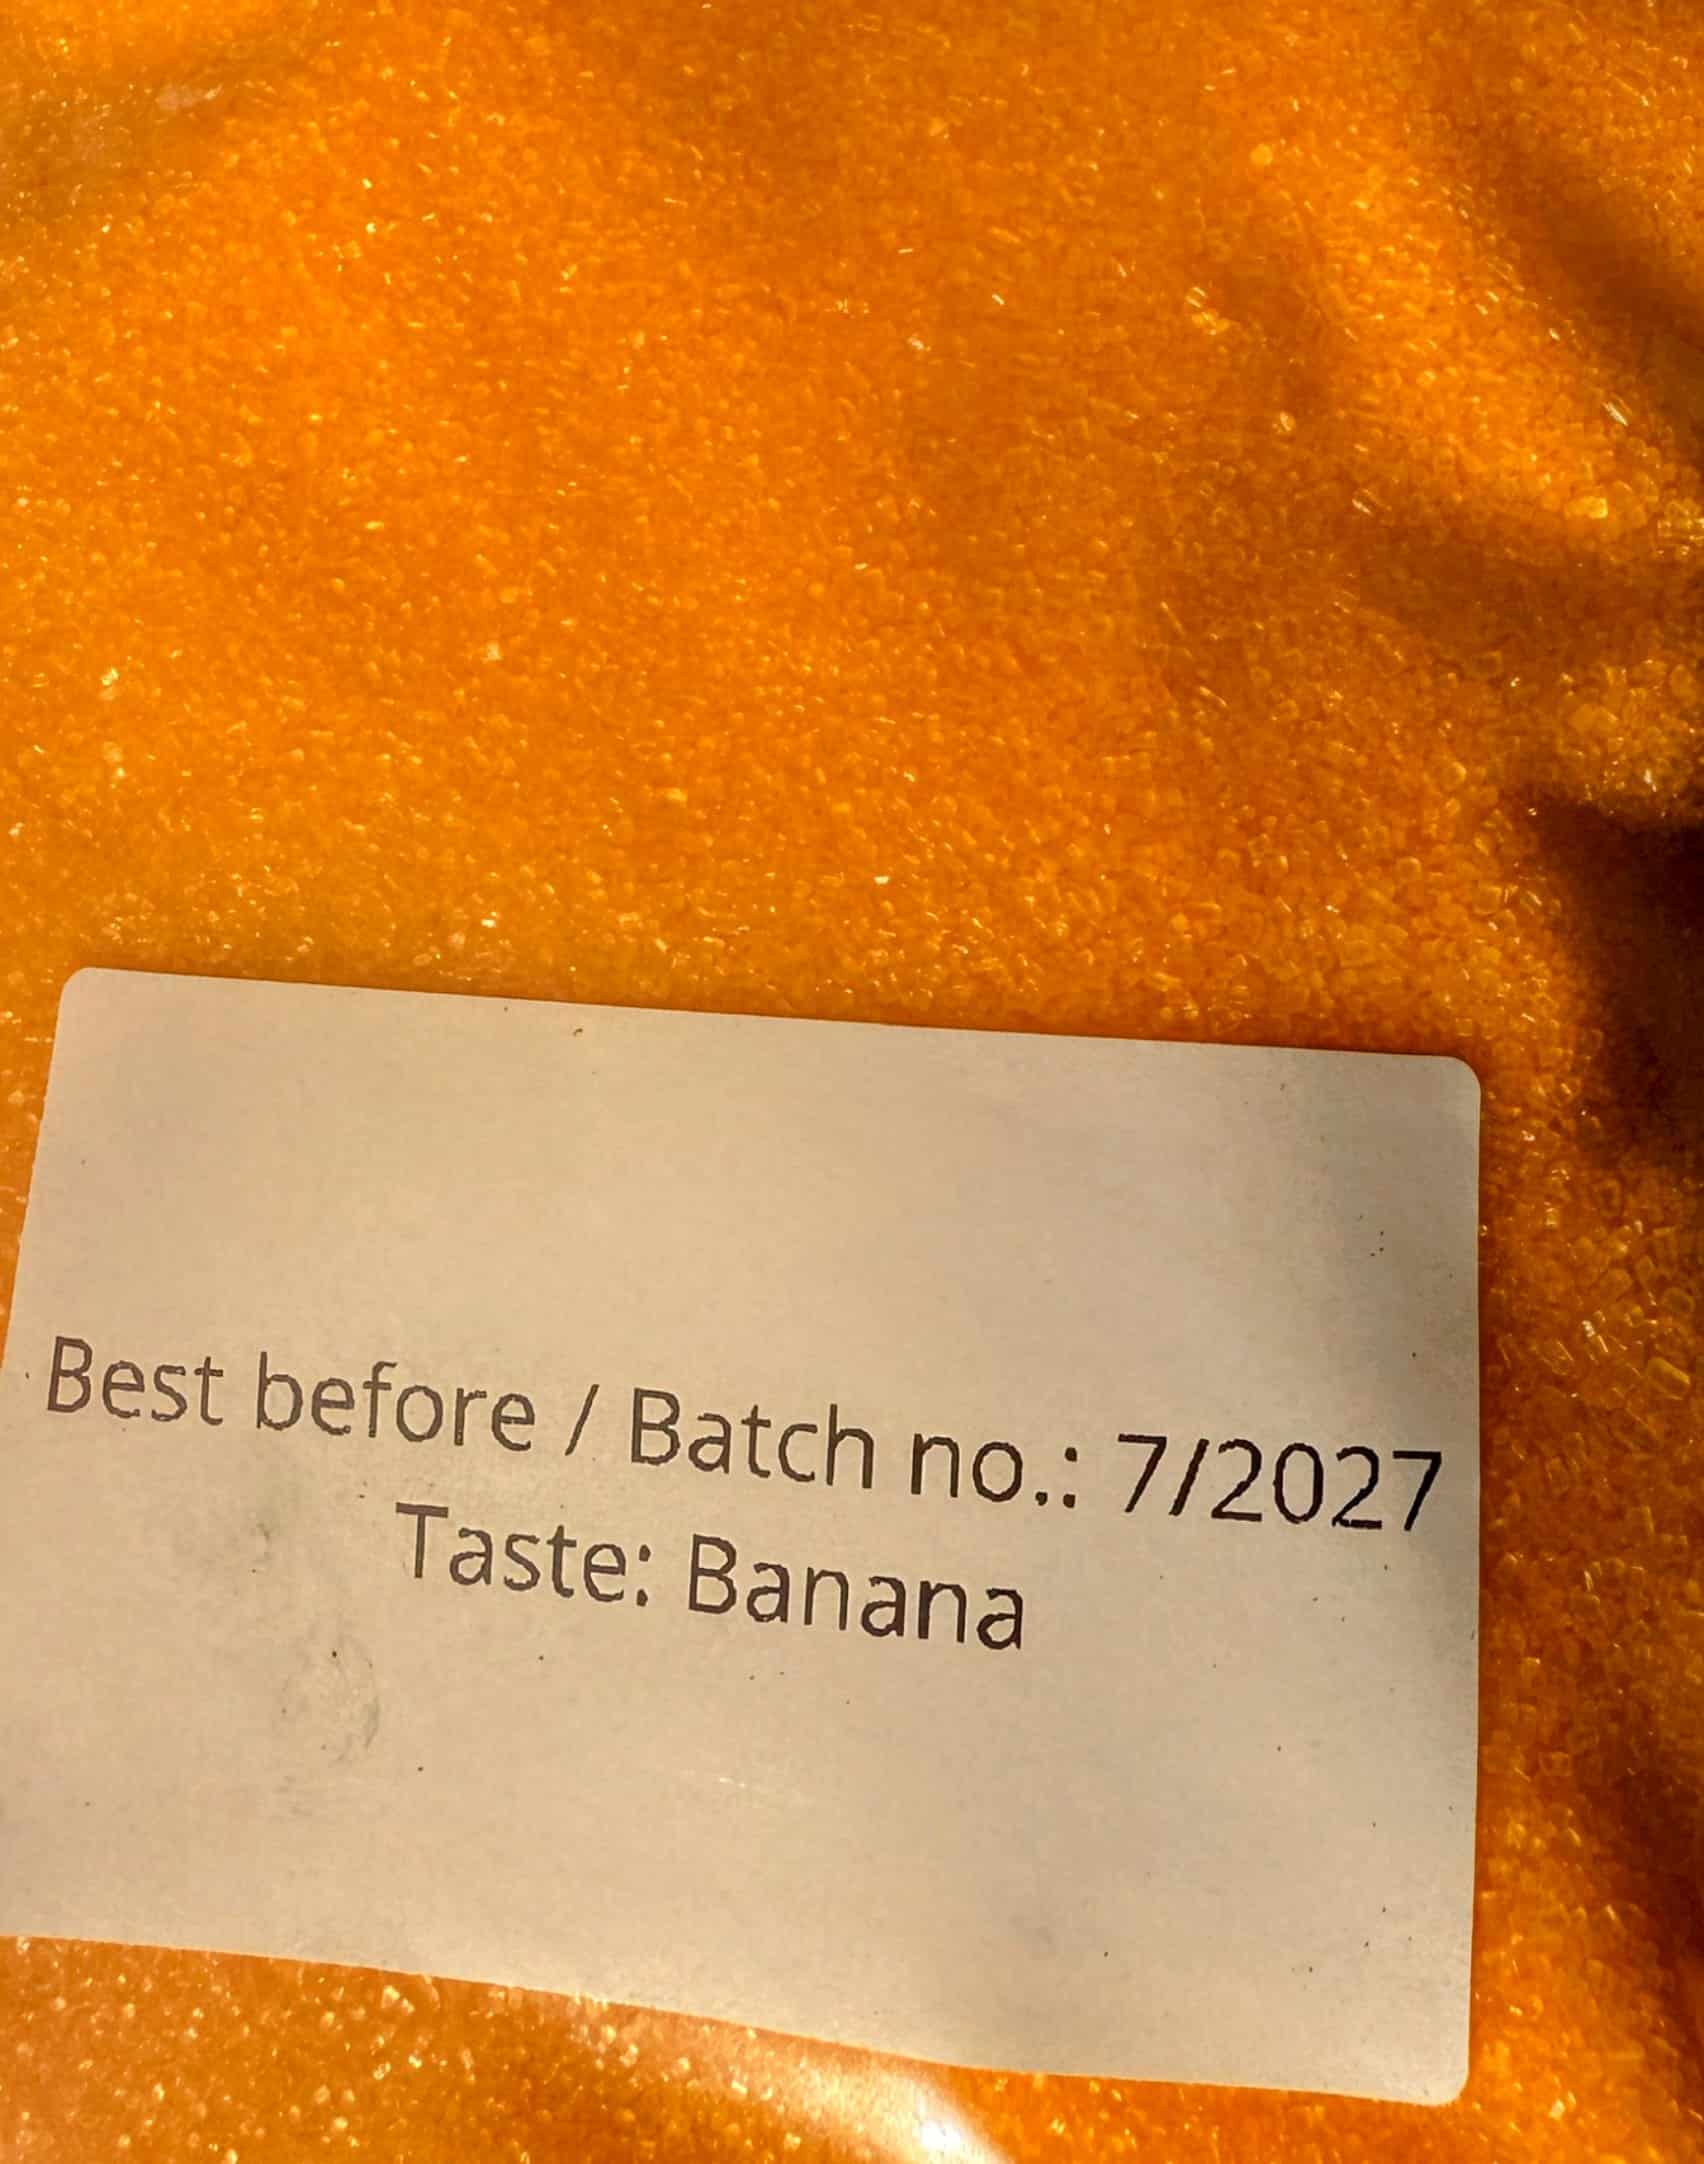 Best before / Batch no.: 7/2027
Taste: Banana